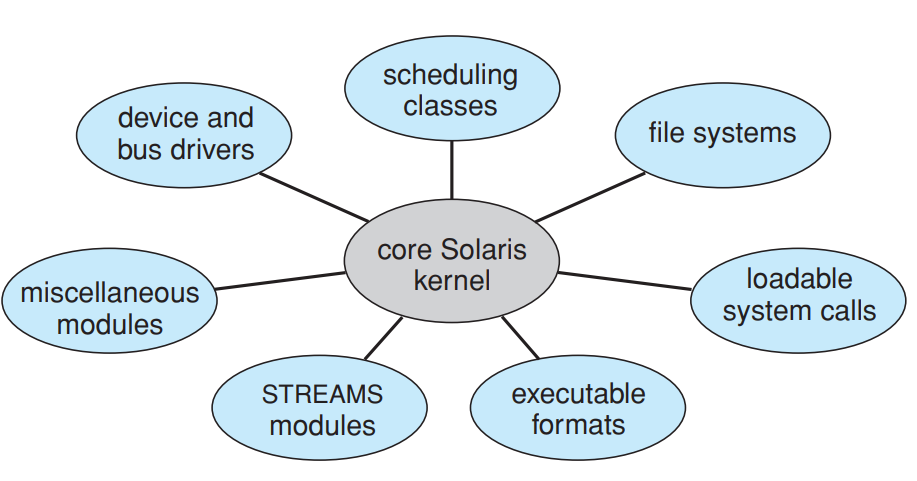 scheduling
classes
device and
bus drivers
file systems
core Solaris
kernel
miscellaneous
modules
loadable
system calls
STREAMS
modules
executable
formats